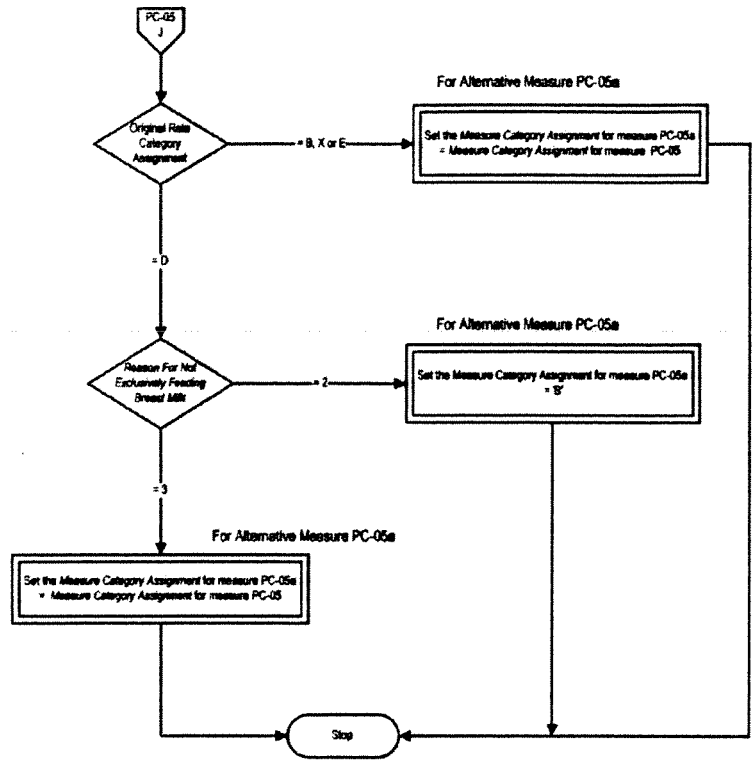 PC-05
J
For Alternative Measure PC-05a
Original Rate
Category
Assignment
= B, X or E
Set the Measure Category Assignment for measure PC-05a
= Measure Category Assignment for measure PC-05
= D
For Alternative Measure PC-05a
Reason For Not
Exclusively Feeding
Breast Milk
= 2
Set the Measure Category Assignment for measure PC-05a
= 'B'
= 3
For Alternative Measure PC-05a
Set the Measure Category Assignment for measure PC-05a
= Measure Category Assignment for measure PC-05
Stop